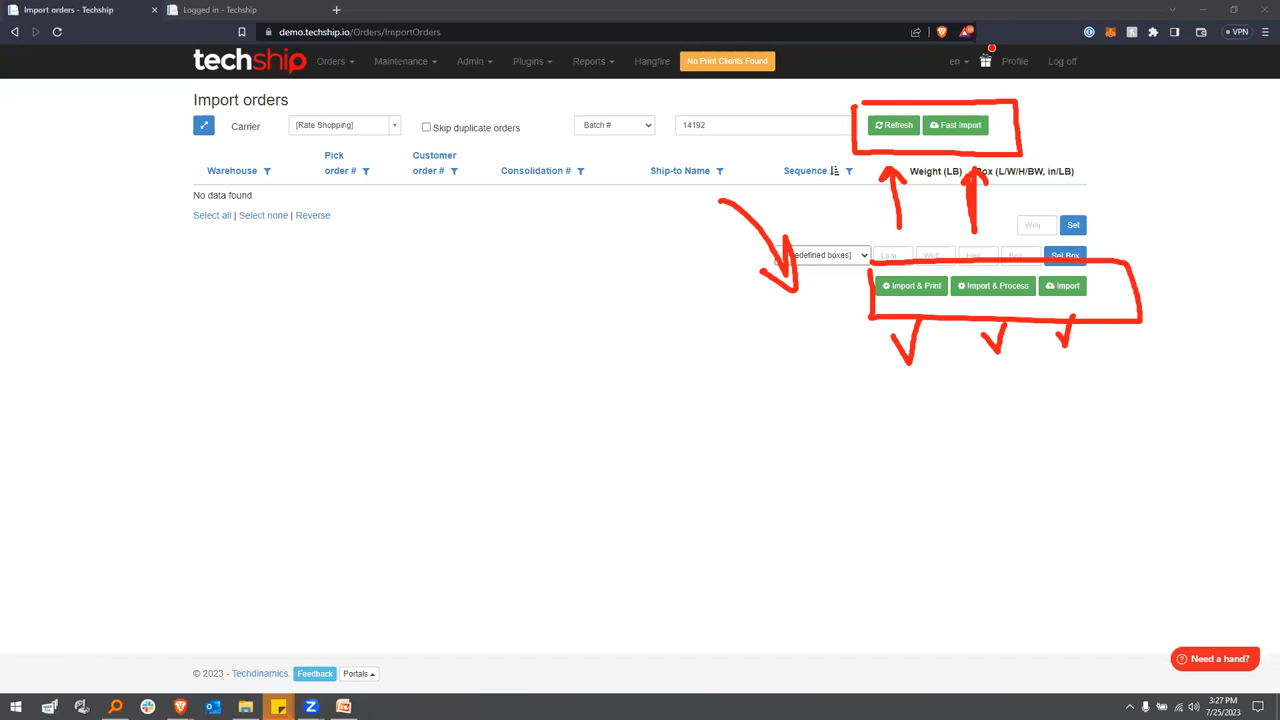 Import orders - Techship
Logged in - Techship
demo.techship.io/Orders/ImportOrders
VPN
techship
Orders
Maintenance
Admin
Plugins
Reports
Hangfire
No Print Clients Found
en
Profile
Log off
Import orders
Carrier
[Rate Shopping]
Skip duplicate orders
Batch #
14192
Refresh
Fast Import
Warehouse
Pick order #
Customer order #
Consolidation #
Ship-to Name
Sequence
Weight (LB)
Box (L/W/H/BW, in/LB)
No data found
Select all | Select none | Reverse
Set
edefined boxes]
Set Box
Import & Print
Import & Process
Import
© 2023 - Techdinamics.
Feedback
Portals
Need a hand?
3:27 PM
7/25/2023